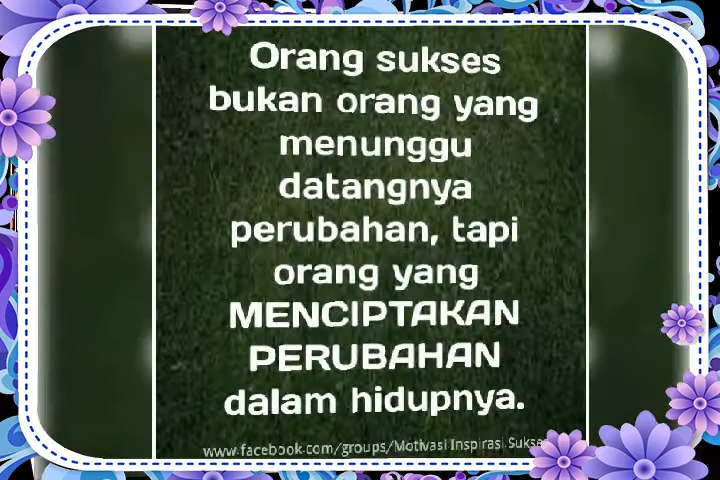 Orang sukses
bukan orang yang
menunggu
datangnya
perubahan, tapi
orang yang
MENCIPTAKAN
PERUBAHAN
dalam hidupnya.
www.facebook.com/groups/Motivasi.Inspirasi.Sukse